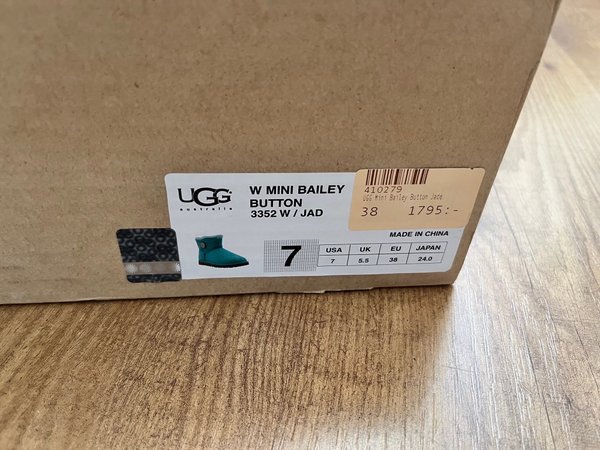 UGG
australia
W MINI BAILEY
BUTTON
3352 W / JAD
410279
UGG Mini Bailey Button Jade
38 1795:-
MADE IN CHINA
7
USA UK EU JAPAN
7 5.5 38 24.0